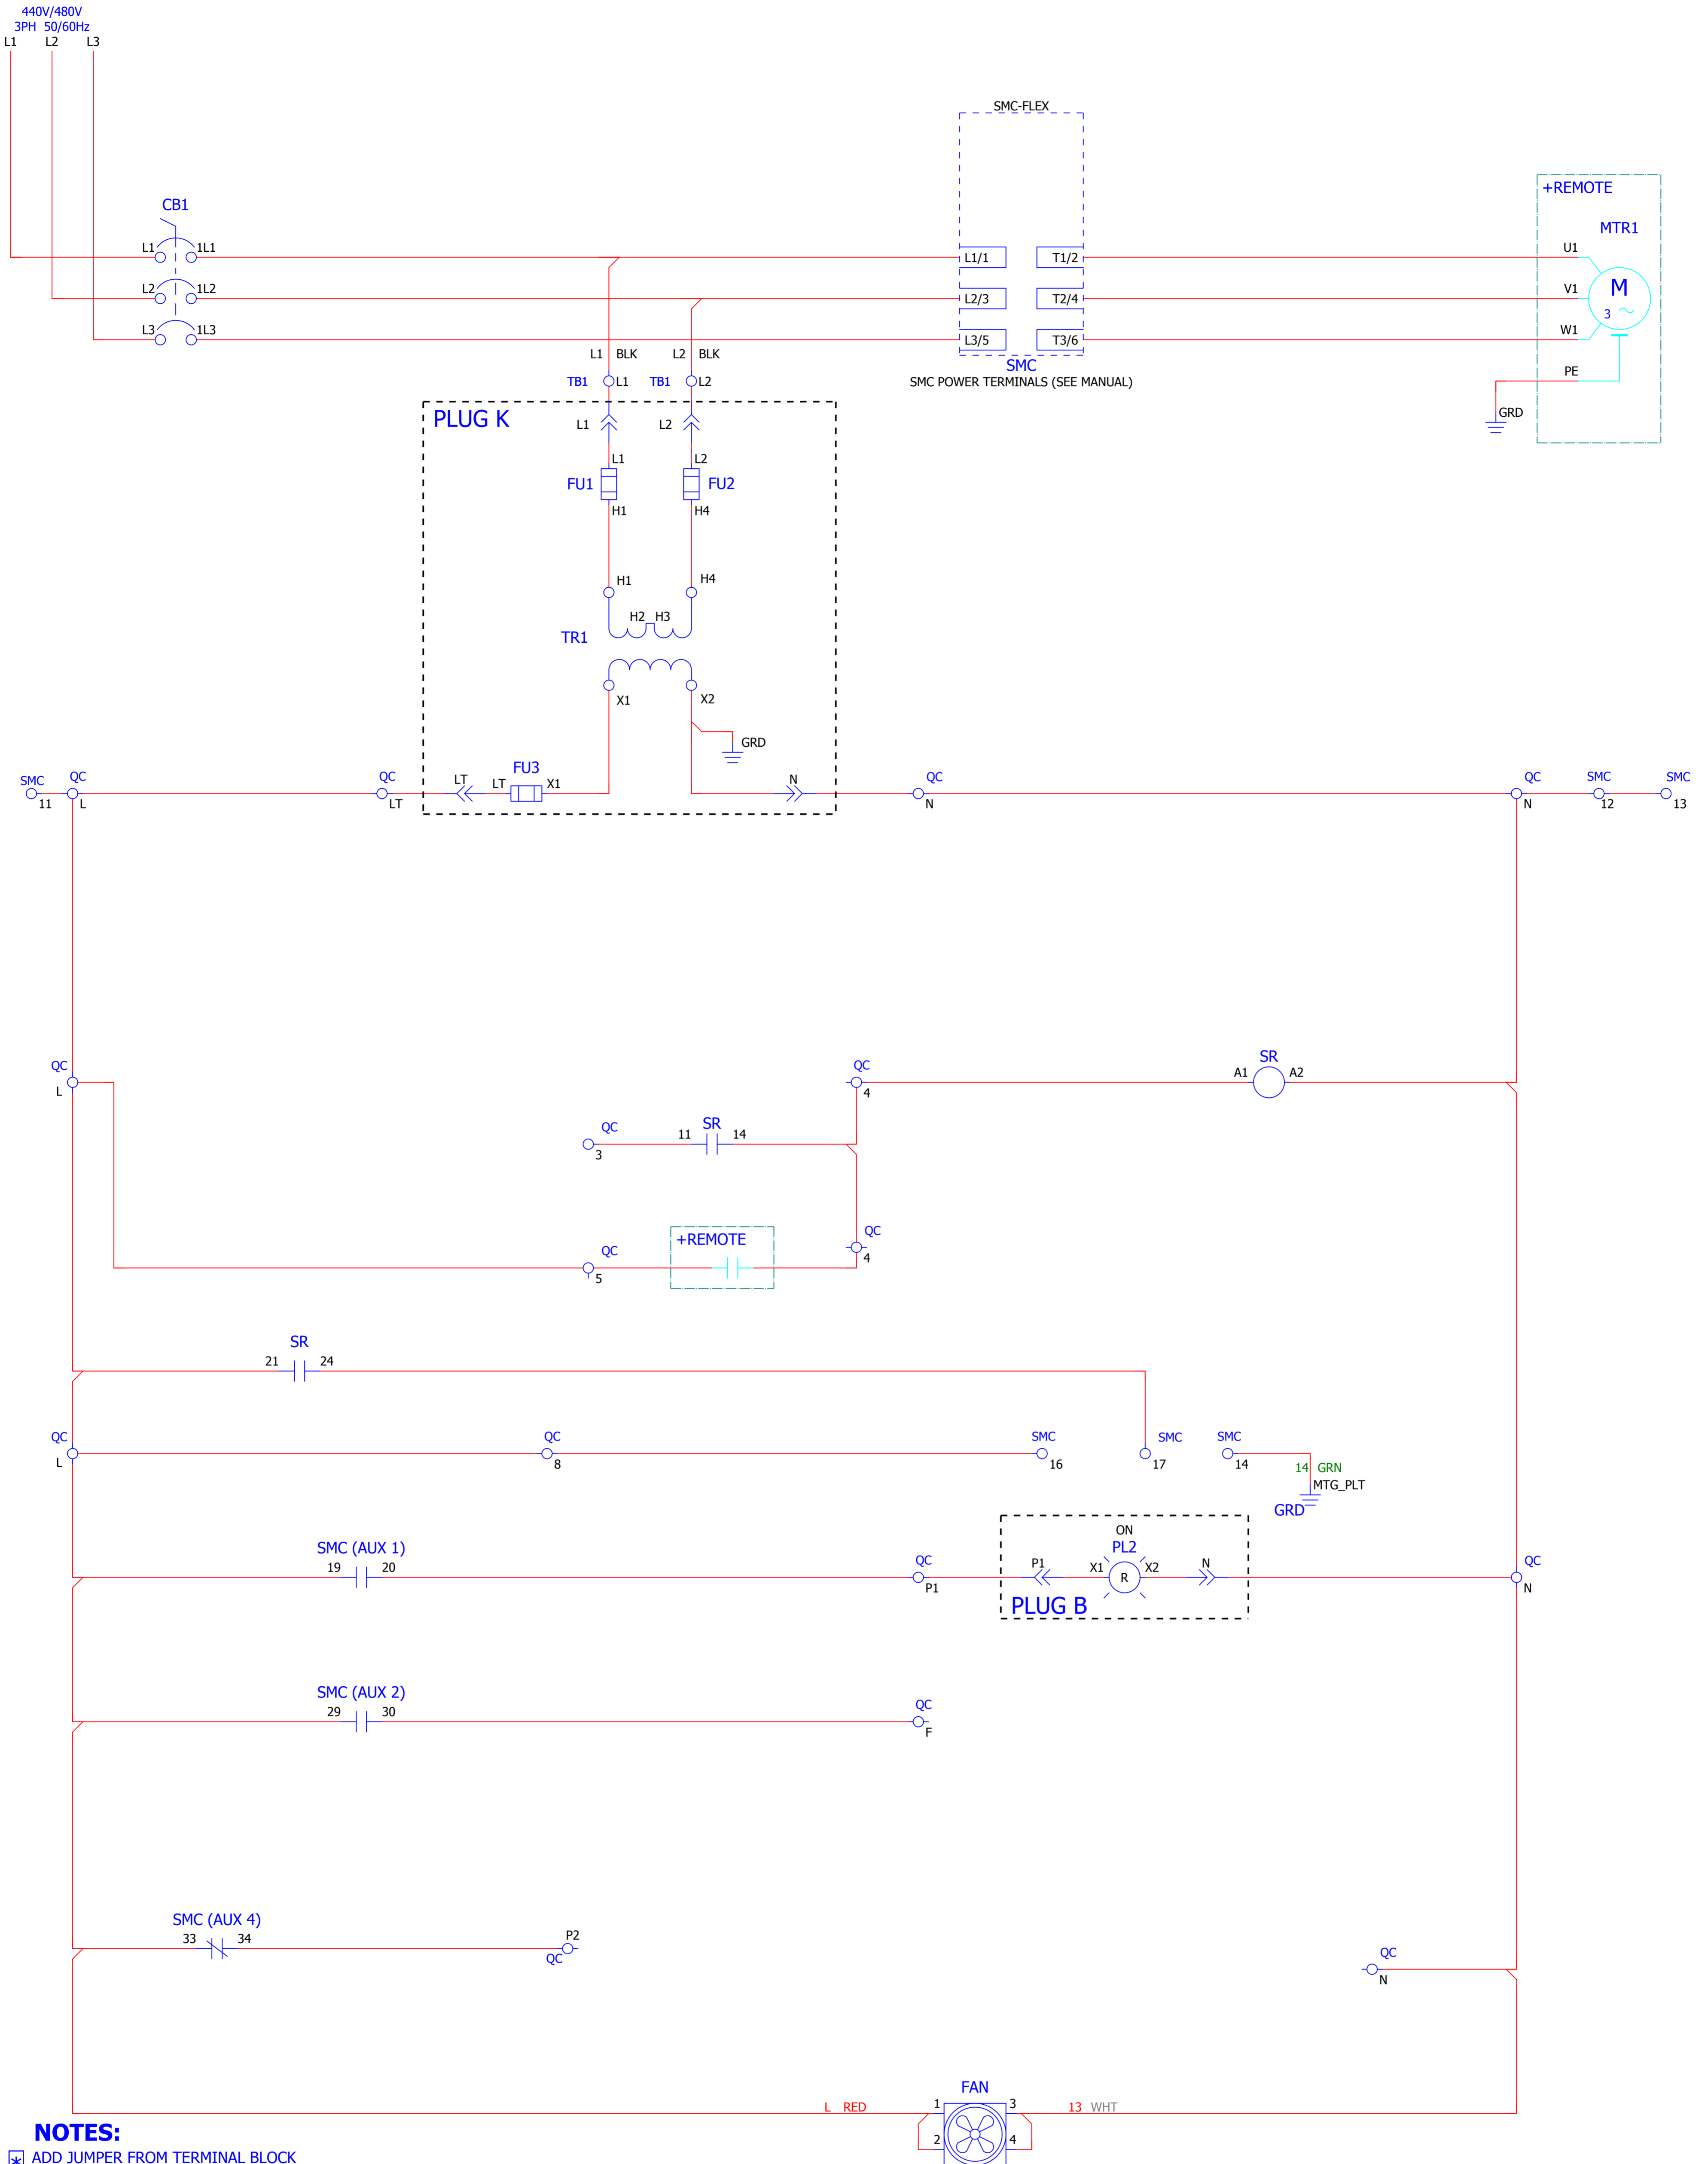 440V/480V
3PH 50/60Hz
L1 L2 L3
SMC-FLEX
+REMOTE
CB1
MTR1
L1 1L1 L1/1 T1/2 U1
L2 1L2 L2/3 T2/4 V1 M
3
L3 1L3 L3/5 T3/6 W1
L1 BLK L2 BLK
SMC
PE
TB1 L1 TB1 L2
SMC POWER TERMINALS (SEE MANUAL)
PLUG K
L1 L2
GRD
L1 L2
FU1 FU2
H1 H4
H1 H4
H2 H3
TR1
X1 X2
GRD
FU3
SMC QC QC LT LT X1 N QC QC SMC SMC
11 L LT N N 12 13
QC QC SR
L 4 A1 A2
QC SR
3 11 14
QC
4
QC +REMOTE
5
SR
21 24
QC QC SMC SMC SMC
L 8 16 17 14
14 GRN
MTG_PLT
GRD
ON
SMC (AUX 1) PL2
19 20 QC P1 X1 R X2 N QC
P1 N
PLUG B
SMC (AUX 2)
29 30 QC
F
SMC (AUX 4)
33 34 P2
QC
QC
N
FAN
L RED 1 3 13 WHT
2 4
NOTES:
* ADD JUMPER FROM TERMINAL BLOCK